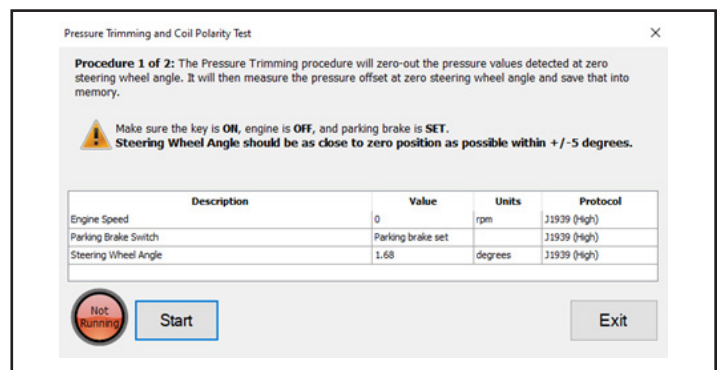 Pressure Trimming and Coil Polarity Test
Procedure 1 of 2: The Pressure Trimming procedure will zero-out the pressure values detected at zero
steering wheel angle. It will then measure the pressure offset at zero steering wheel angle and save that into
memory.
Make sure the key is ON, engine is OFF, and parking brake is SET.
Steering Wheel Angle should be as close to zero position as possible within +/-5 degrees.
Description Value Units Protocol
Engine Speed 0 rpm J1939 (High)
Parking Brake Switch Parking brake set J1939 (High)
Steering Wheel Angle 1.68 degrees J1939 (High)
Not
Running
Start
Exit